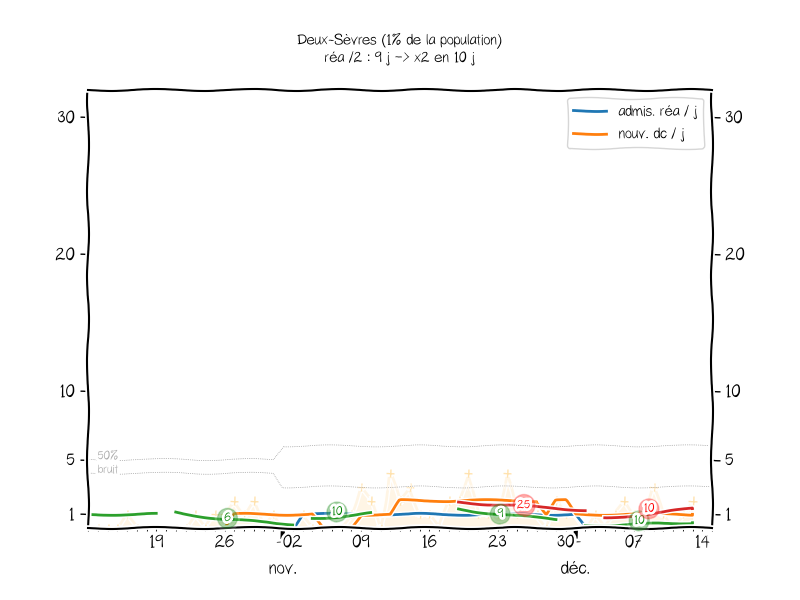 Deux-Sèvres (1% de la population)
réa /2 : 9 j -> x2 en 10 j
admis. réa / j
nouv. dc / j
30 30
20 20
10 10
5 5
1 1
50%
bruit
6 10 9 25 10 10
19 26 02 09 16 23 30 07 14
nov. déc.